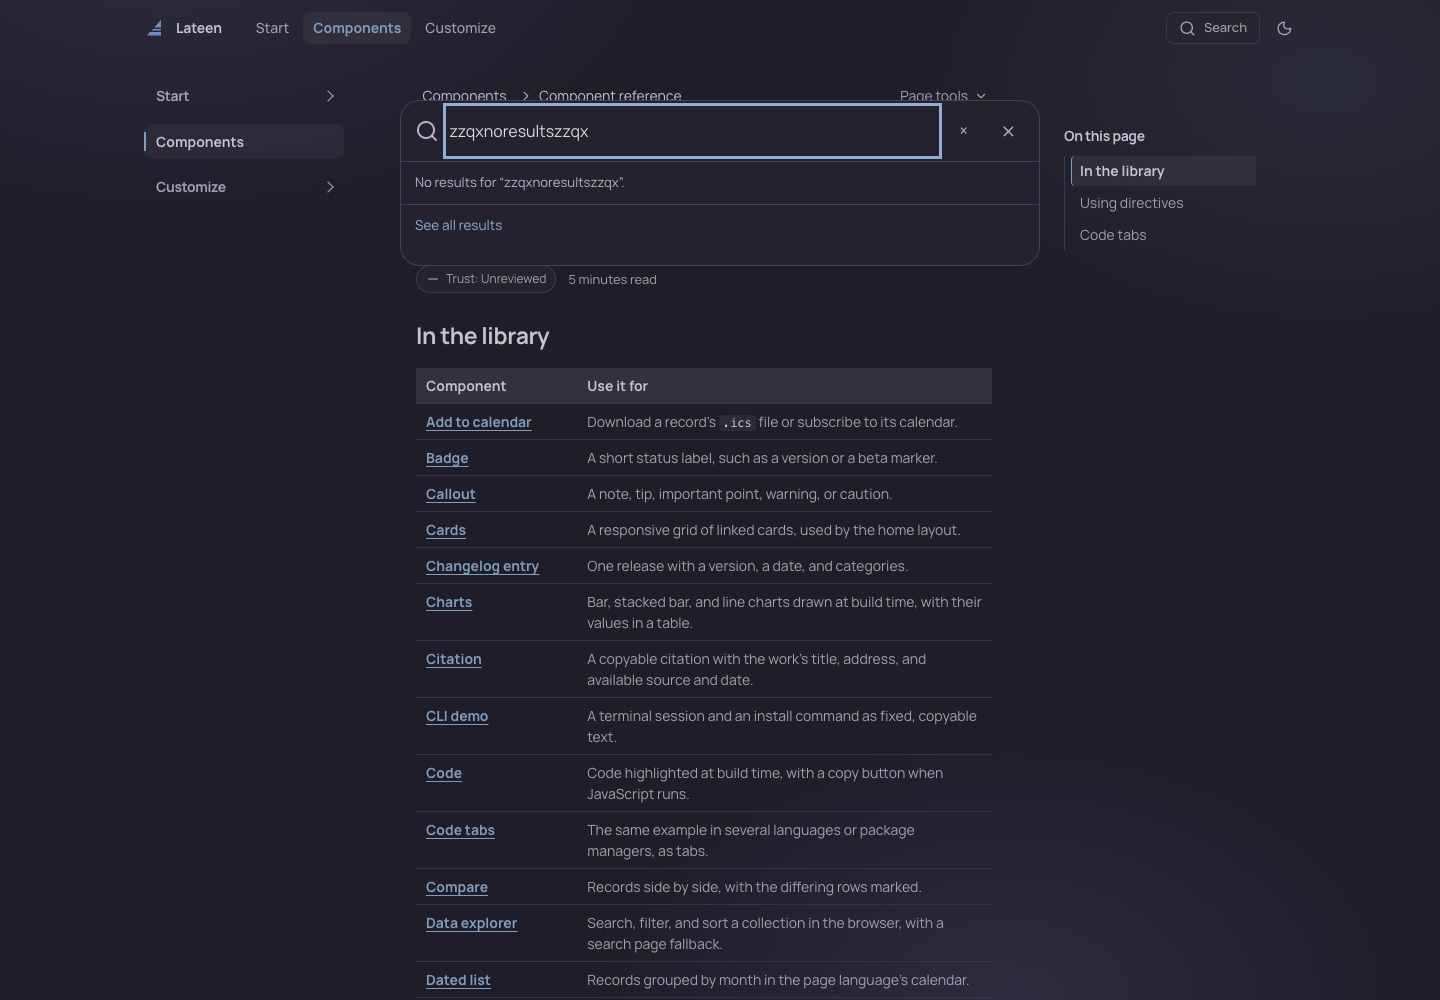 Lateen
Start
Components
Customize
Search
Start
Components
Customize
Components
Component reference
Page tools
zzqxnoresultszzqx
×
No results for “zzqxnoresultszzqx”.
See all results
Trust: Unreviewed
5 minutes read
On this page
In the library
Using directives
Code tabs
In the library
Component Use it for
Add to calendar Download a record’s .ics file or subscribe to its calendar.
Badge A short status label, such as a version or a beta marker.
Callout A note, tip, important point, warning, or caution.
Cards A responsive grid of linked cards, used by the home layout.
Changelog entry One release with a version, a date, and categories.
Charts Bar, stacked bar, and line charts drawn at build time, with their
values in a table.
Citation A copyable citation with the work’s title, address, and
available source and date.
CLI demo A terminal session and an install command as fixed, copyable
text.
Code Code highlighted at build time, with a copy button when
JavaScript runs.
Code tabs The same example in several languages or package
managers, as tabs.
Compare Records side by side, with the differing rows marked.
Data explorer Search, filter, and sort a collection in the browser, with a
search page fallback.
Dated list Records grouped by month in the page language’s calendar.